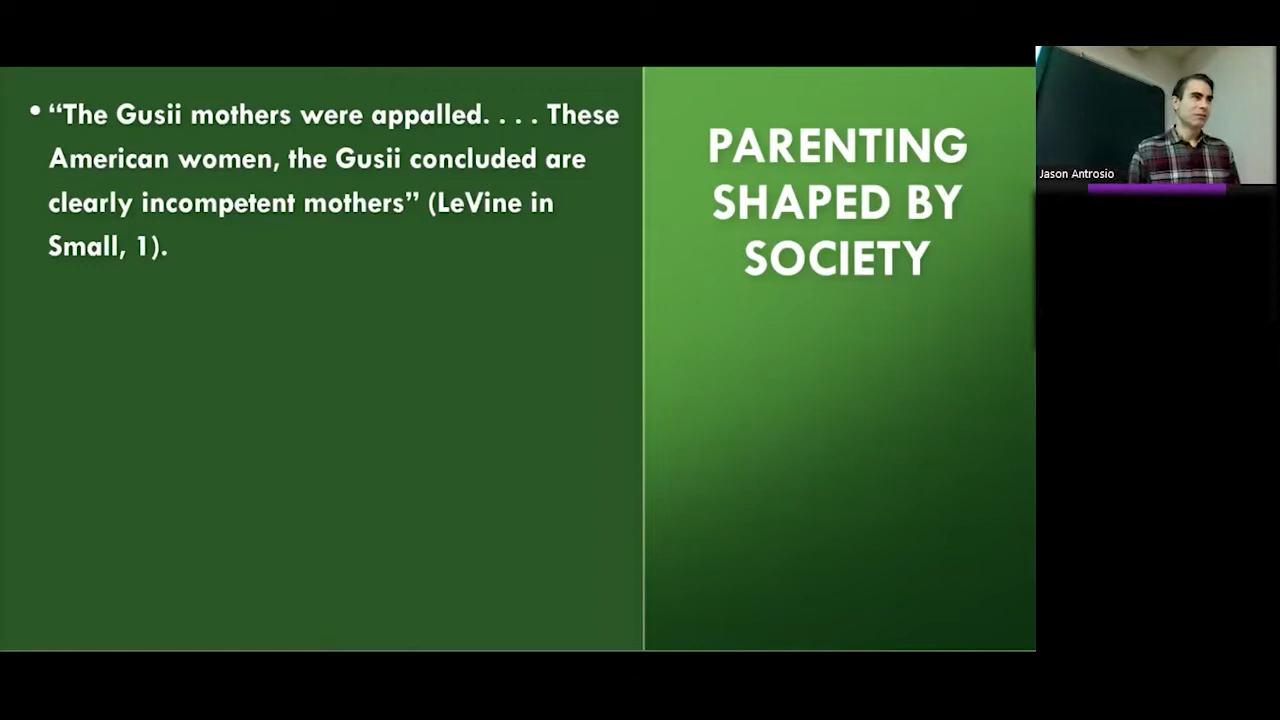 • “The Gusii mothers were appalled. . . . These
American women, the Gusii concluded are
clearly incompetent mothers” (LeVine in
Small, 1).
PARENTING
SHAPED BY
SOCIETY
Jason Antrosio